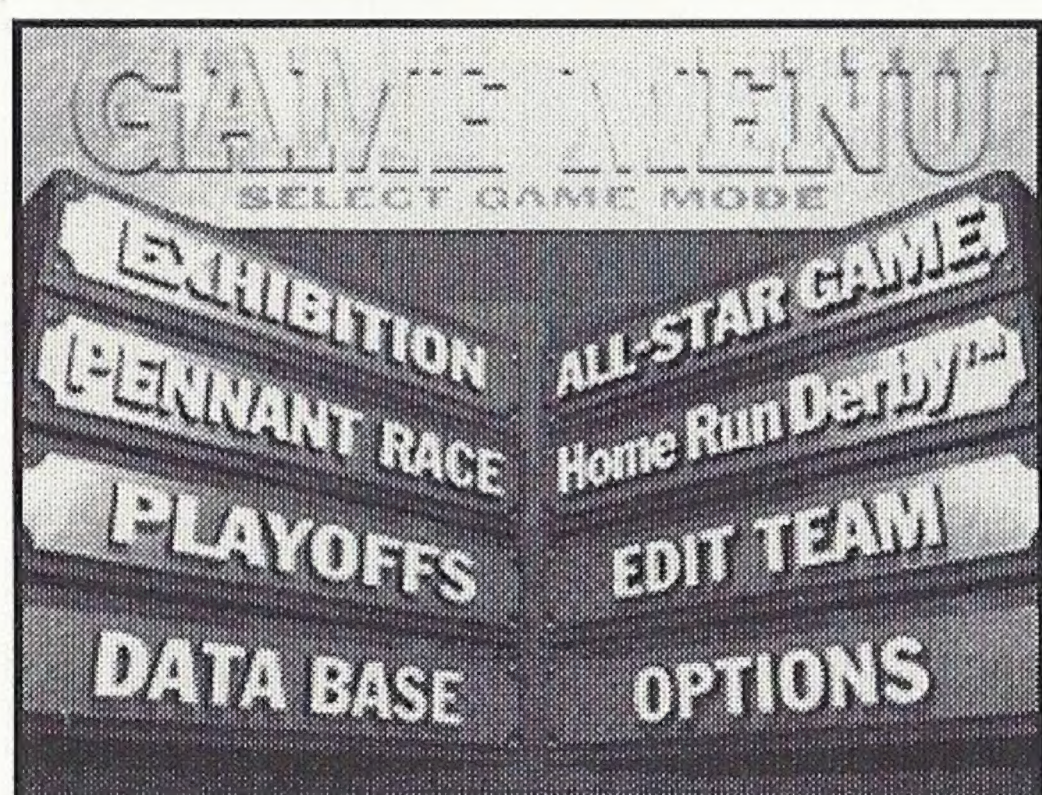 GAME MENU
SELECT GAME MODE
EXHIBITION
PENNANT RACE
PLAYOFFS
DATA BASE
ALL-STAR GAME
Home Run Derby™
EDIT TEAM
OPTIONS